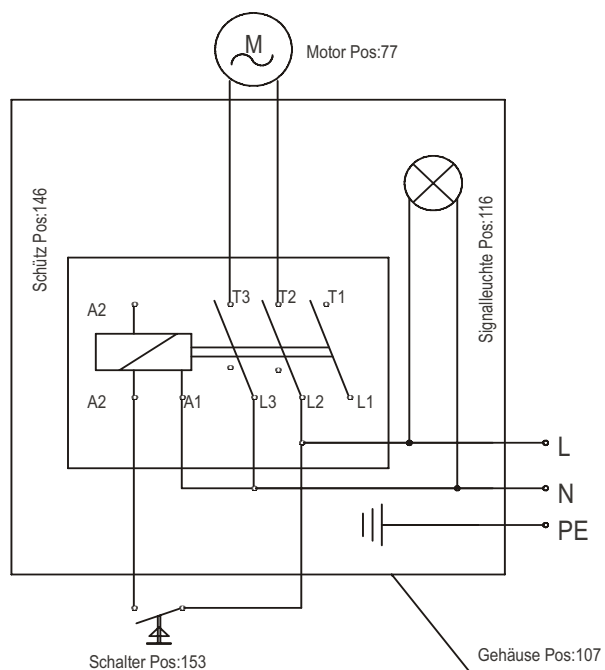 M
Motor Pos:77
Schütz Pos:146
Signalleuchte Pos:116
T3 T2 T1
A2
A2 A1 L3 L2 L1
L
N
PE
Schalter Pos:153
Gehäuse Pos:107